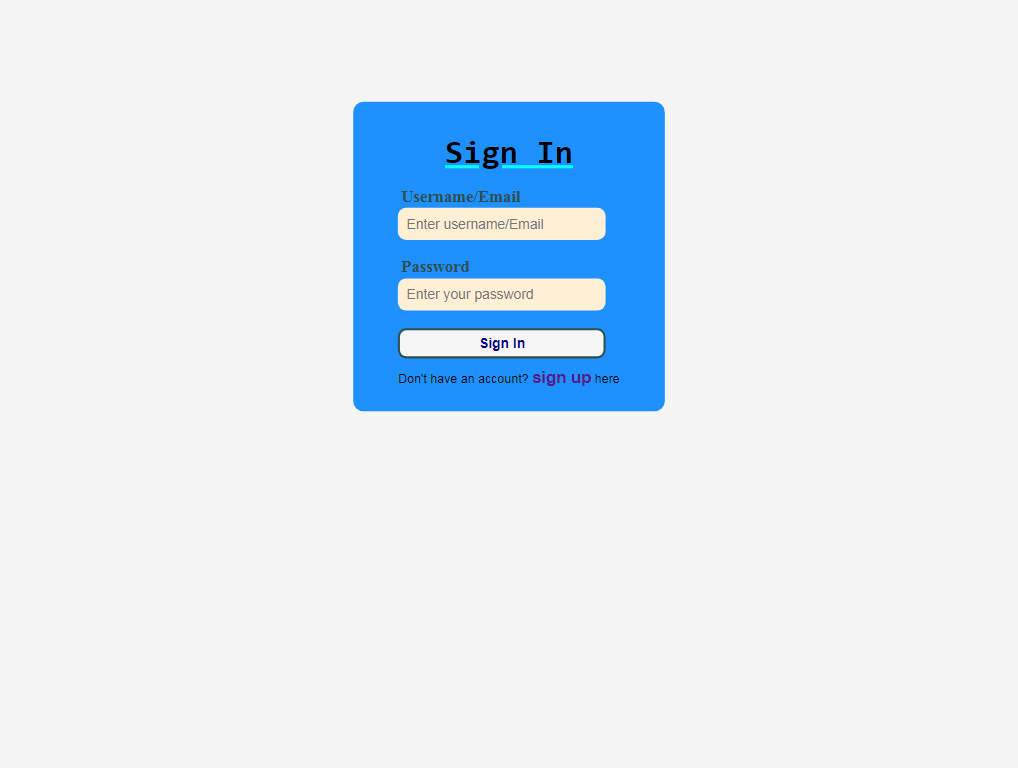 Sign In
Username/Email
Enter username/Email
Password
Enter your password
Sign In
Don't have an account? sign up here